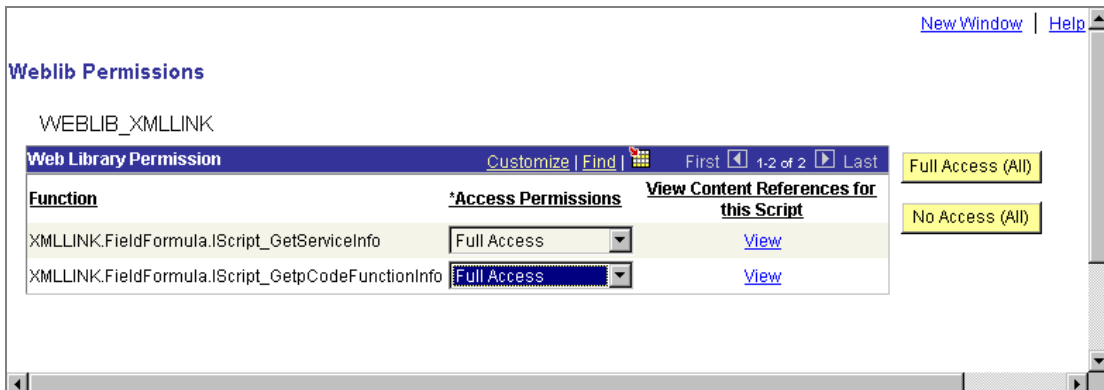 New Window | Help
Weblib Permissions
WEBLIB_XMLLINK
Web Library Permission Customize | Find | First 1-2 of 2 Last
Full Access (All)
Function *Access Permissions View Content References for this Script
No Access (All)
XMLLINK.FieldFormula.IScript_GetServiceInfo Full Access View
XMLLINK.FieldFormula.IScript_GetpCodeFunctionInfo Full Access View